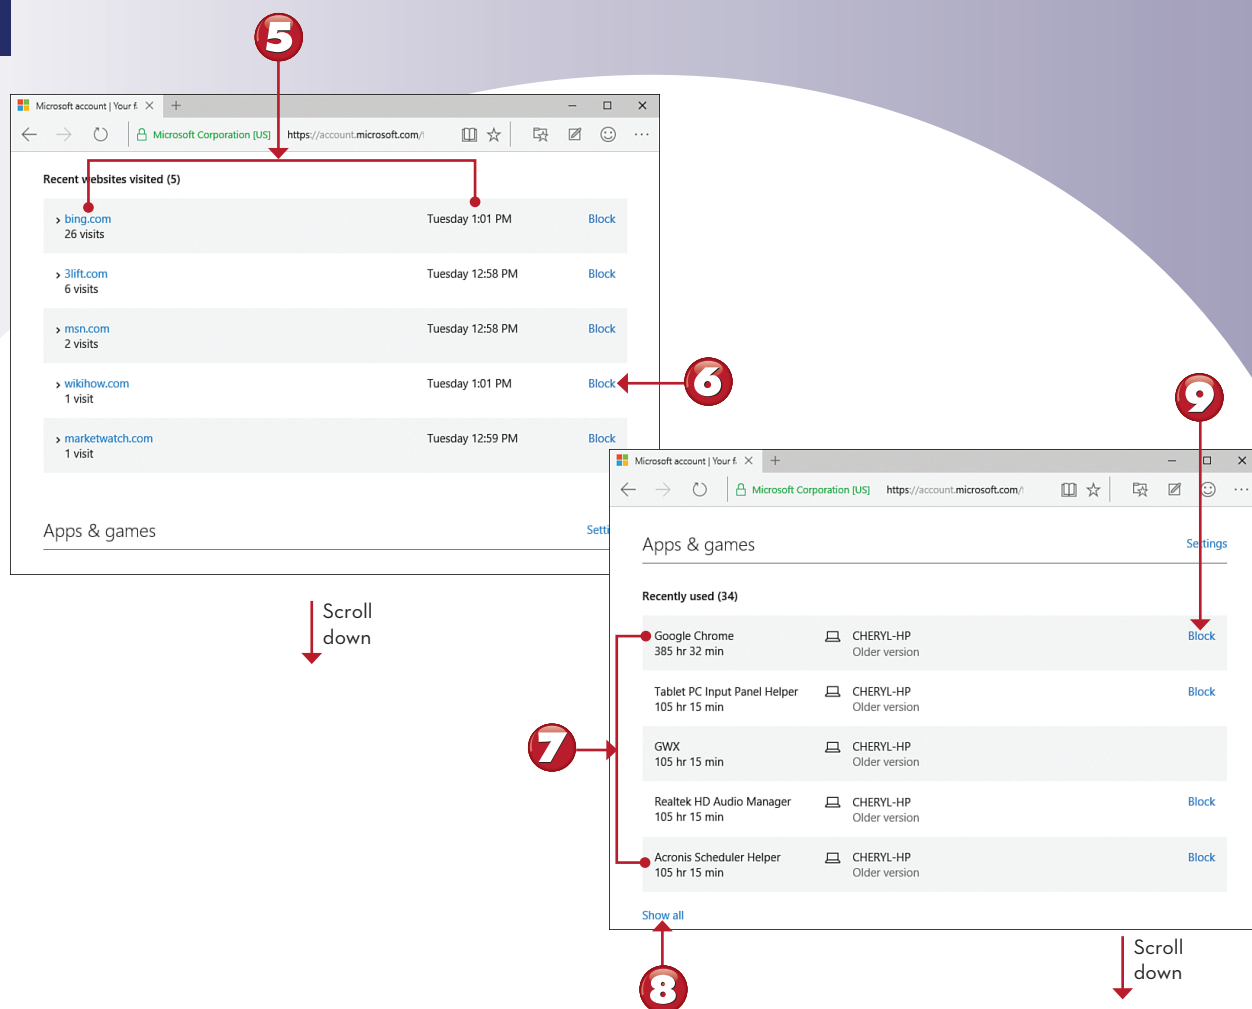 5
Microsoft account | Your f
Microsoft Corporation [US] https://account.microsoft.com/
Recent websites visited (5)
bing.com Tuesday 1:01 PM Block
26 visits
3lift.com Tuesday 12:58 PM Block
6 visits
msn.com Tuesday 12:58 PM Block
2 visits
wikihow.com Tuesday 1:01 PM Block
1 visit
marketwatch.com Tuesday 12:59 PM Block
1 visit
Apps & games Setti
6
Scroll
down
9
Microsoft account | Your f
Microsoft Corporation [US] https://account.microsoft.com/
Apps & games Settings
Recently used (34)
Google Chrome CHERYL-HP Block
385 hr 32 min Older version
Tablet PC Input Panel Helper CHERYL-HP Block
105 hr 15 min Older version
GWX CHERYL-HP
105 hr 15 min Older version
Realtek HD Audio Manager CHERYL-HP Block
105 hr 15 min Older version
Acronis Scheduler Helper CHERYL-HP Block
105 hr 15 min Older version
Show all
7
8
Scroll
down